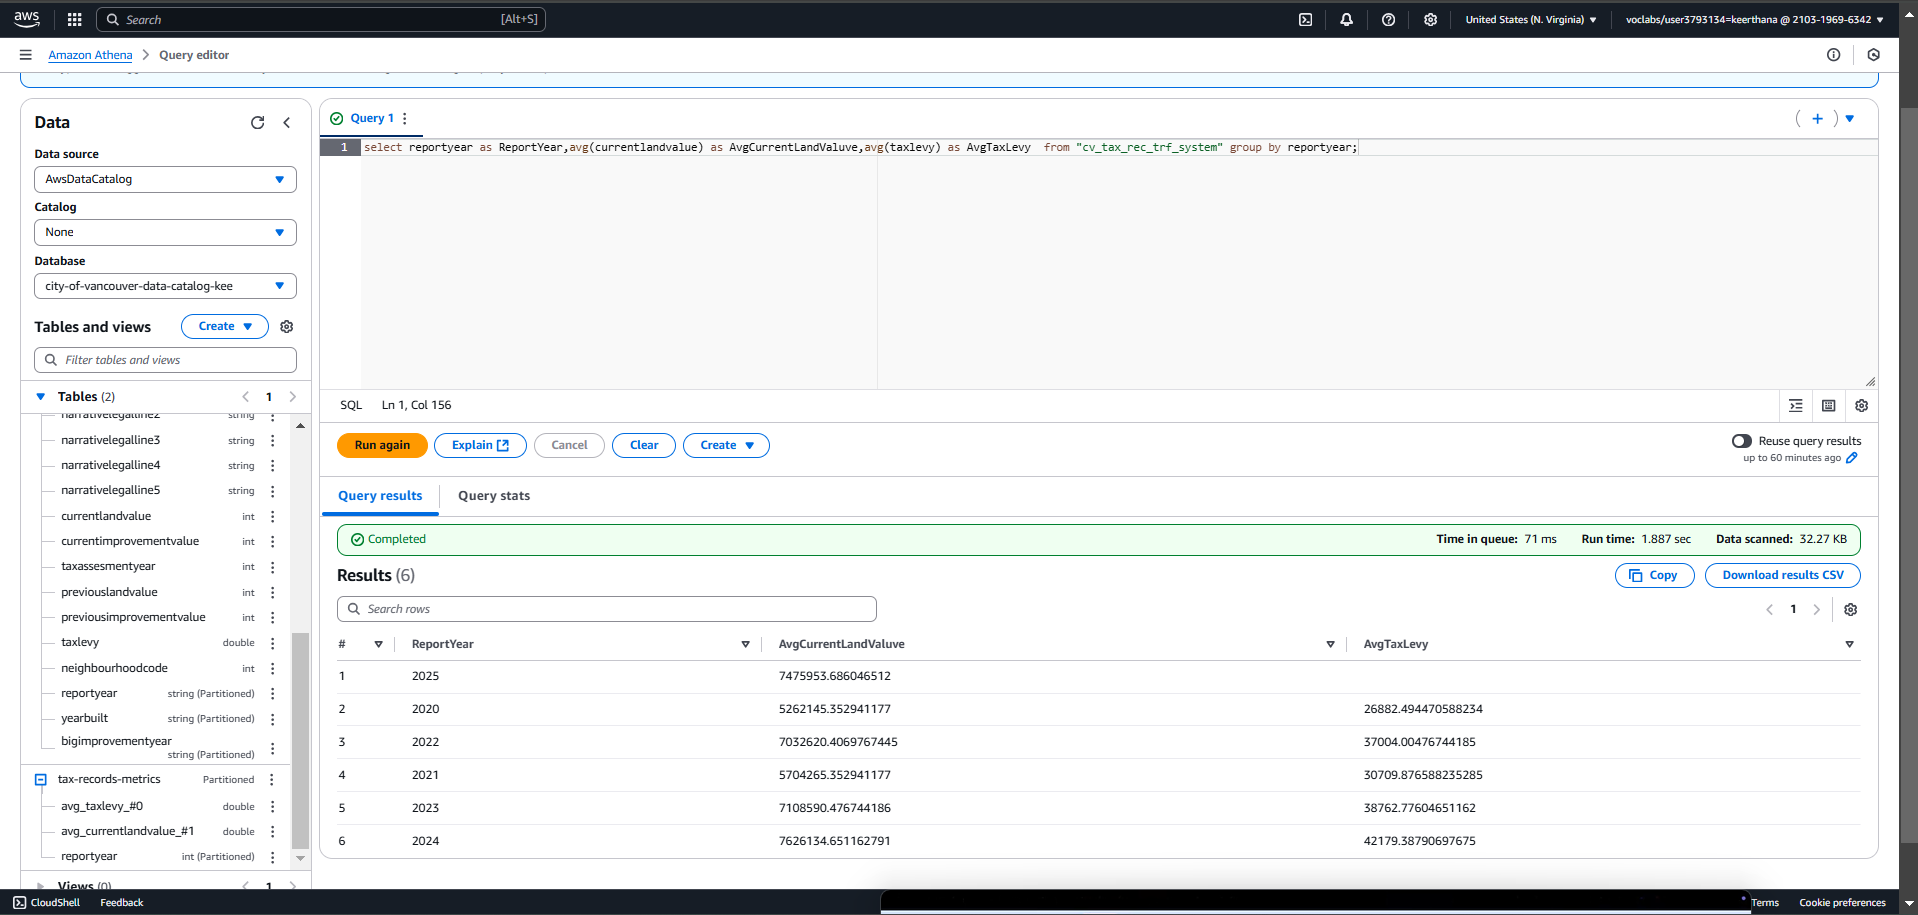 aws
Search [Alt+S]
United States (N. Virginia)
voclabs/user3793134=keerthana @ 2103-1969-6342
Amazon Athena
Query editor
Data
Data source
AwsDataCatalog
Catalog
None
Database
city-of-vancouver-data-catalog-kee
Tables and views
Create
Filter tables and views
Tables (2)
1
narrativelegalline2 string
narrativelegalline3 string
narrativelegalline4 string
narrativelegalline5 string
currentlandvalue int
currentimprovementvalue int
taxassesmentyear int
previouslandvalue int
previousimprovementvalue int
taxlevy double
neighbourhoodcode int
reportyear string (Partitioned)
yearbuilt string (Partitioned)
bigimprovementyear
string (Partitioned)
tax-records-metrics Partitioned
avg_taxlevy_#0 double
avg_currentlandvalue_#1 double
reportyear int (Partitioned)
Views (0)
1
Query 1
1 select reportyear as ReportYear,avg(currentlandvalue) as AvgCurrentLandValuve,avg(taxlevy) as AvgTaxLevy  from "cv_tax_rec_trf_system" group by reportyear;
SQL Ln 1, Col 156
Run again
Explain
Cancel
Clear
Create
Reuse query results
up to 60 minutes ago
Query results
Query stats
Completed
Time in queue: 71 ms
Run time: 1.887 sec
Data scanned: 32.27 KB
Results (6)
Copy
Download results CSV
Search rows
1
# ReportYear AvgCurrentLandValuve AvgTaxLevy
1 2025 7475953.686046512
2 2020 5262145.352941177 26882.494470588234
3 2022 7032620.4069767445 37004.00476744185
4 2021 5704265.352941177 30709.876588235285
5 2023 7108590.476744186 38762.77604651162
6 2024 7626134.651162791 42179.38790697675
CloudShell
Feedback
Terms
Cookie preferences